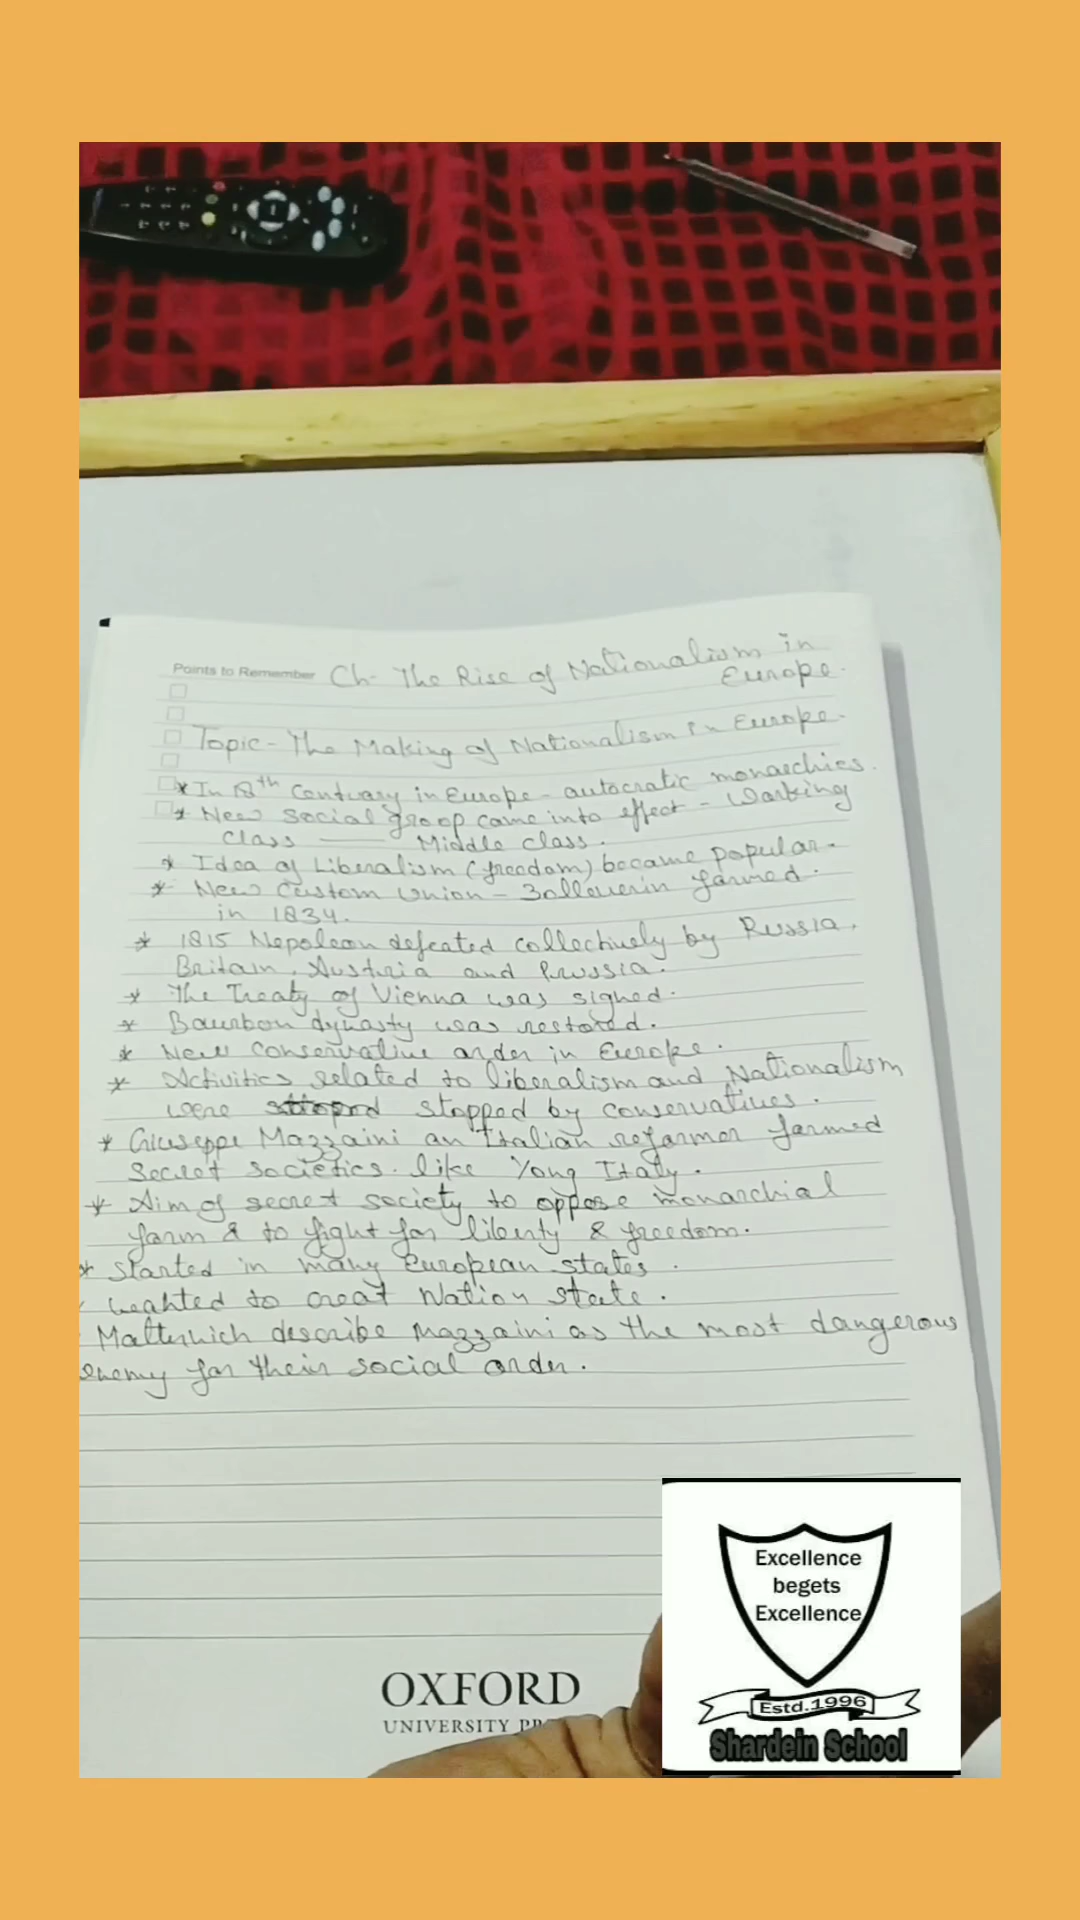 Points to Remember Ch- The Rise of Nationalism in
Europe.
Topic - The Making of Nationalism in Europe.
* In 18th Centuary in Europe - autocratic monarchies.
* New Social groop came into effect - Working
Class —— Middle Class.
* Idea of Liberalism (freedom) became popular.
* New Custom Union - Zolleverin formed.
in 1834.
* 1815 Nepoleon defeated collectively by Russia,
Britain, Austria and Prussia.
* The Treaty of Vienna was signed.
* Bourbon dynasty was restored.
* New conservative order in Europe.
* Activities related to liberalism and Nationalism
were stopped by conservatives.
* Giuseppe Mazzaini an Italian reformer formed
Secret societies. like Yong Italy.
* Aim of secret society to oppose monarchial
form & to fight for liberty & freedom.
* Started in many European states.
wanted to creat Nation state.
Matternich describe Mazzaini as the most dangerous
enemy for their social order.
OXFORD
UNIVERSITY
Excellence
begets
Excellence
Estd.1996
Shardein School